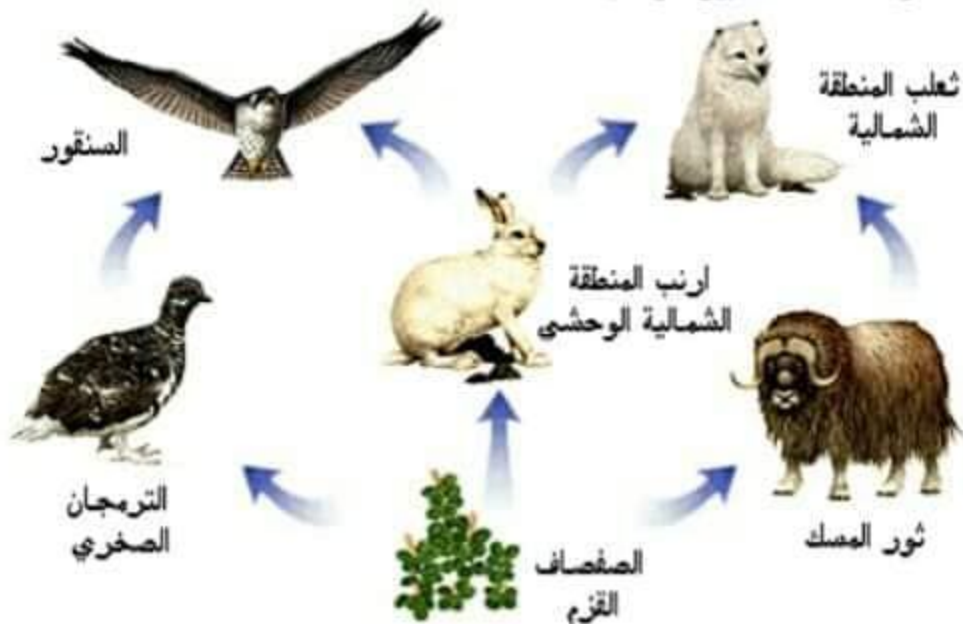 ثعلب المنطقة
الشمالية
السنقور
ارنب المنطقة
الشمالية الوحشى
الترمجان
الصخري
ثور المسك
الصفصاف
القزم